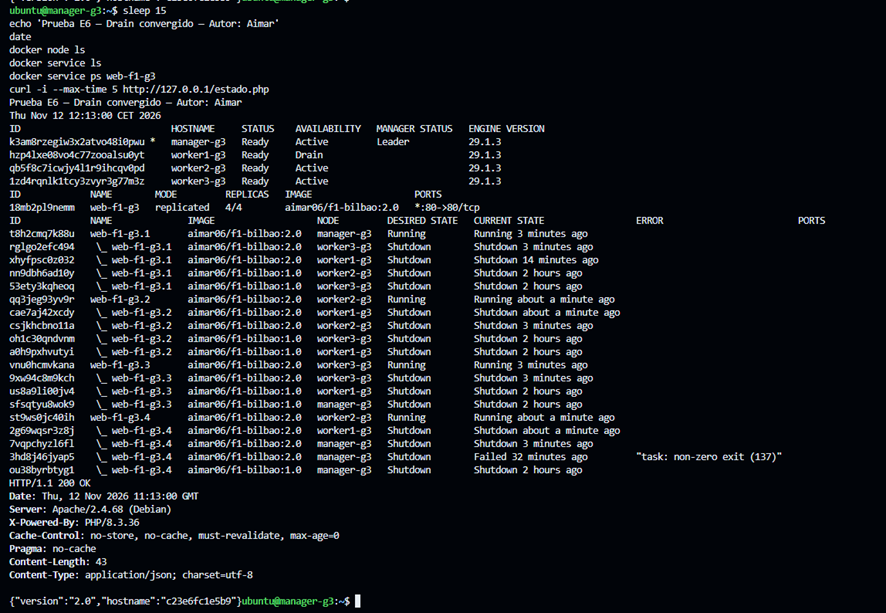 ubuntu@manager-g3:~$ sleep 15
echo 'Prueba E6 — Drain convergido — Autor: Aimar'
date
docker node ls
docker service ls
docker service ps web-f1-g3
curl -i --max-time 5 http://127.0.0.1/estado.php
Prueba E6 — Drain convergido — Autor: Aimar
Thu Nov 12 12:13:00 CET 2026
ID HOSTNAME STATUS AVAILABILITY MANAGER STATUS ENGINE VERSION
k3am8rzegiw3x2atvo48i0pwu * manager-g3 Ready Active Leader 29.1.3
hzp4lxe08vo4c77zooalsu0yt worker1-g3 Ready Drain 29.1.3
qb5f8c7icwjy4l1r9ihcqv0pd worker2-g3 Ready Active 29.1.3
1zd4rqnlk1tcy3zvyr3g77m3z worker3-g3 Ready Active 29.1.3
ID NAME MODE REPLICAS IMAGE PORTS
18mb2pl9nemm web-f1-g3 replicated 4/4 aimar06/f1-bilbao:2.0 *:80->80/tcp
ID NAME IMAGE NODE DESIRED STATE CURRENT STATE ERROR PORTS
t8h2cmq7k88u web-f1-g3.1 aimar06/f1-bilbao:2.0 manager-g3 Running Running 3 minutes ago
rglgo2efc494 \_ web-f1-g3.1 aimar06/f1-bilbao:2.0 worker3-g3 Shutdown Shutdown 3 minutes ago
xhyfpsc0z032 \_ web-f1-g3.1 aimar06/f1-bilbao:2.0 worker1-g3 Shutdown Shutdown 14 minutes ago
nn9dbh6ad10y \_ web-f1-g3.1 aimar06/f1-bilbao:1.0 worker2-g3 Shutdown Shutdown 2 hours ago
53ety3kqheoq \_ web-f1-g3.1 aimar06/f1-bilbao:1.0 worker3-g3 Shutdown Shutdown 2 hours ago
qq3jeg93yv9r web-f1-g3.2 aimar06/f1-bilbao:2.0 worker2-g3 Running Running about a minute ago
cae7aj42xcdy \_ web-f1-g3.2 aimar06/f1-bilbao:2.0 worker1-g3 Shutdown Shutdown about a minute ago
csjkhcbno11a \_ web-f1-g3.2 aimar06/f1-bilbao:2.0 worker2-g3 Shutdown Shutdown 3 minutes ago
oh1c30qndvnm \_ web-f1-g3.2 aimar06/f1-bilbao:1.0 worker3-g3 Shutdown Shutdown 2 hours ago
a0h9pxhvutyi \_ web-f1-g3.2 aimar06/f1-bilbao:1.0 worker1-g3 Shutdown Shutdown 2 hours ago
vnu0hcmvkana web-f1-g3.3 aimar06/f1-bilbao:2.0 worker3-g3 Running Running 3 minutes ago
9xw94c8m9kch \_ web-f1-g3.3 aimar06/f1-bilbao:2.0 worker3-g3 Shutdown Shutdown 3 minutes ago
us8a9li00jv4 \_ web-f1-g3.3 aimar06/f1-bilbao:1.0 worker1-g3 Shutdown Shutdown 2 hours ago
sfsqtyu8wok9 \_ web-f1-g3.3 aimar06/f1-bilbao:1.0 manager-g3 Shutdown Shutdown 2 hours ago
st9ws0jc40ih web-f1-g3.4 aimar06/f1-bilbao:2.0 worker2-g3 Running Running about a minute ago
2g69wqsr3z8j \_ web-f1-g3.4 aimar06/f1-bilbao:2.0 worker1-g3 Shutdown Shutdown about a minute ago
7vqpchyzl6fl \_ web-f1-g3.4 aimar06/f1-bilbao:2.0 manager-g3 Shutdown Shutdown 3 minutes ago
3hd8j46jyap5 \_ web-f1-g3.4 aimar06/f1-bilbao:2.0 manager-g3 Shutdown Failed 32 minutes ago "task: non-zero exit (137)"
ou38byrbtyg1 \_ web-f1-g3.4 aimar06/f1-bilbao:1.0 manager-g3 Shutdown Shutdown 2 hours ago
HTTP/1.1 200 OK
Date: Thu, 12 Nov 2026 11:13:00 GMT
Server: Apache/2.4.68 (Debian)
X-Powered-By: PHP/8.3.36
Cache-Control: no-store, no-cache, must-revalidate, max-age=0
Pragma: no-cache
Content-Length: 43
Content-Type: application/json; charset=utf-8
{"version":"2.0","hostname":"c23e6fc1e5b9"}ubuntu@manager-g3:~$